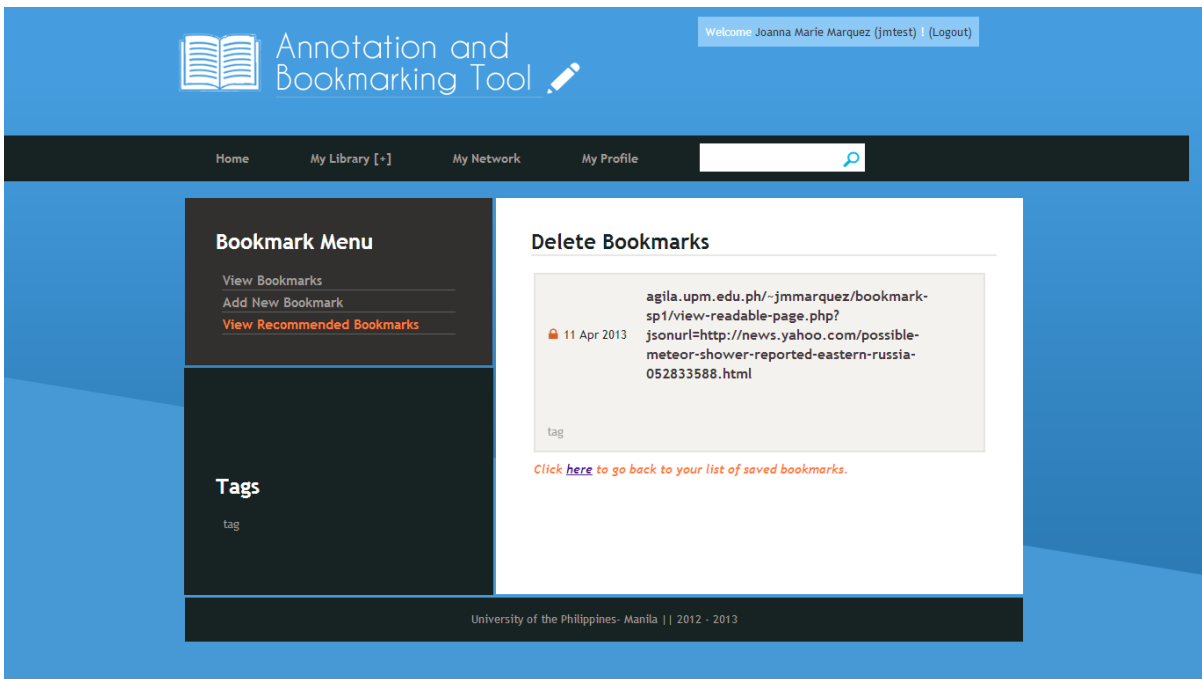 Annotation and
Bookmarking Tool
Welcome Joanna Marie Marquez (jmtest) ! (Logout)
Home My Library [+] My Network My Profile
Bookmark Menu
View Bookmarks
Add New Bookmark
View Recommended Bookmarks
Tags
tag
Delete Bookmarks
11 Apr 2013
agila.upm.edu.ph/~jmmarquez/bookmark-
sp1/view-readable-page.php?
jsonurl=http://news.yahoo.com/possible-
meteor-shower-reported-eastern-russia-
052833588.html
tag
Click here to go back to your list of saved bookmarks.
University of the Philippines- Manila || 2012 - 2013